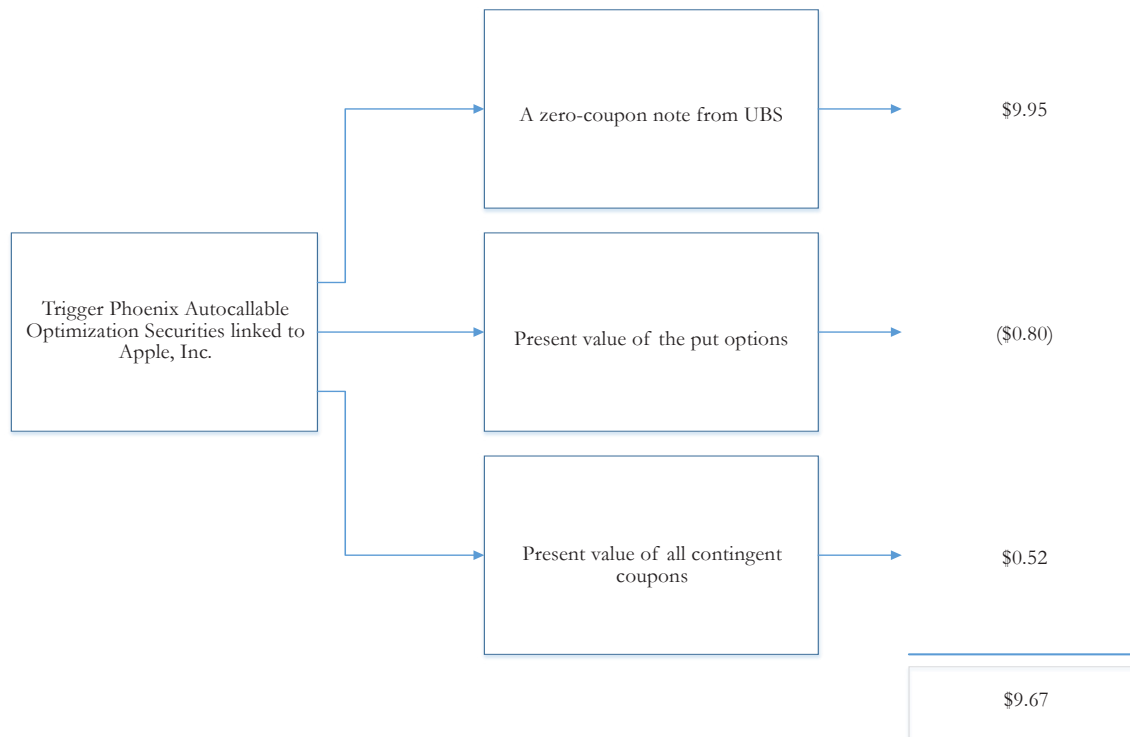 A zero-coupon note from UBS
$9.95
Trigger Phoenix Autocallable
Optimization Securities linked to
Apple, Inc.
Present value of the put options
($0.80)
Present value of all contingent
coupons
$0.52
$9.67